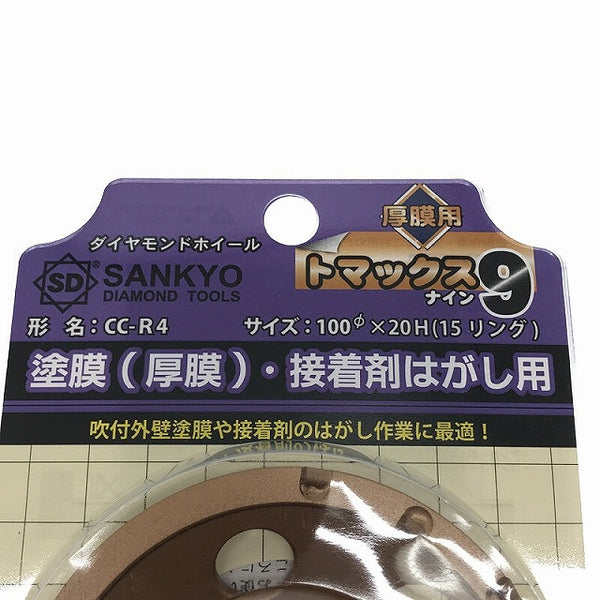 厚膜用
ダイヤモンドホイール
トマックス9
ナイン
SD®
SANKYO
DIAMOND TOOLS
形 名：CC-R4 サイズ：100φ×20H(15リング)
塗膜(厚膜)・接着剤はがし用
吹付外壁塗膜や接着剤のはがし作業に最適！